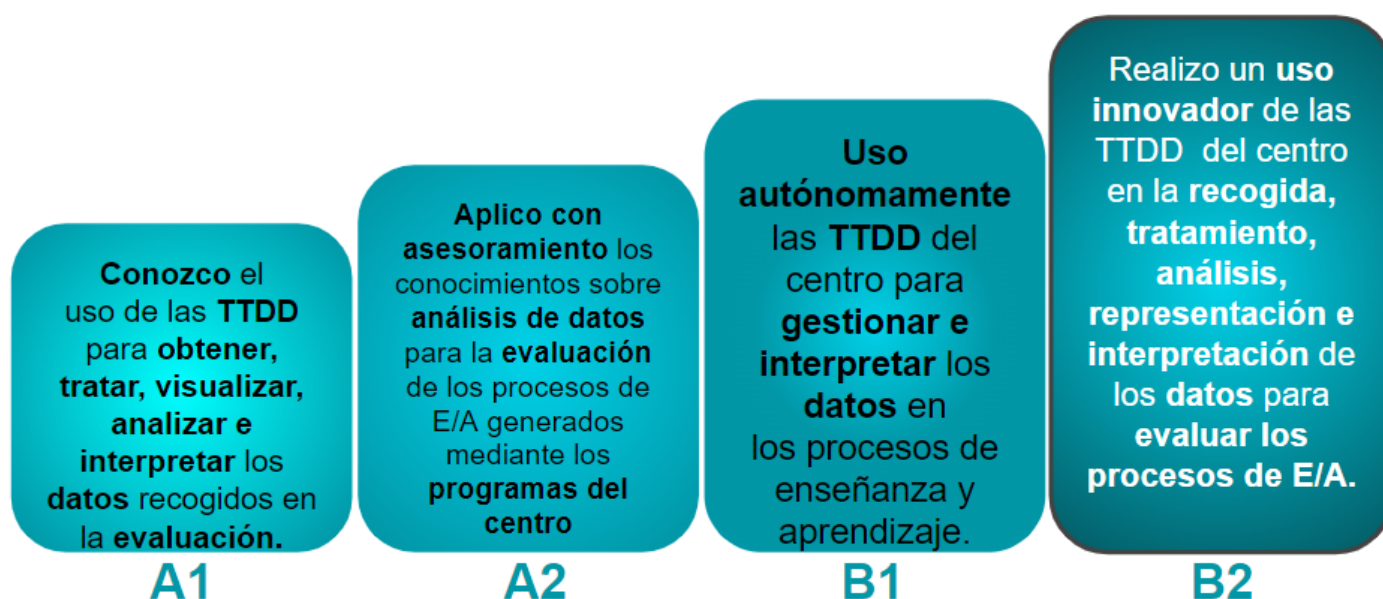 Conozco el
uso de las TTDD
para obtener,
tratar, visualizar,
analizar e
interpretar los
datos recogidos en
la evaluación.
A1
Aplico con
asesoramiento los
conocimientos sobre
análisis de datos
para la evaluación
de los procesos de
E/A generados
mediante los
programas del
centro
A2
Uso
autónomamente
las TTDD del
centro para
gestionar e
interpretar los
datos en
los procesos de
enseñanza y
aprendizaje.
B1
Realizo un uso
innovador de las
TTDD del centro
en la recogida,
tratamiento,
análisis,
representación e
interpretación de
los datos para
evaluar los
procesos de E/A.
B2